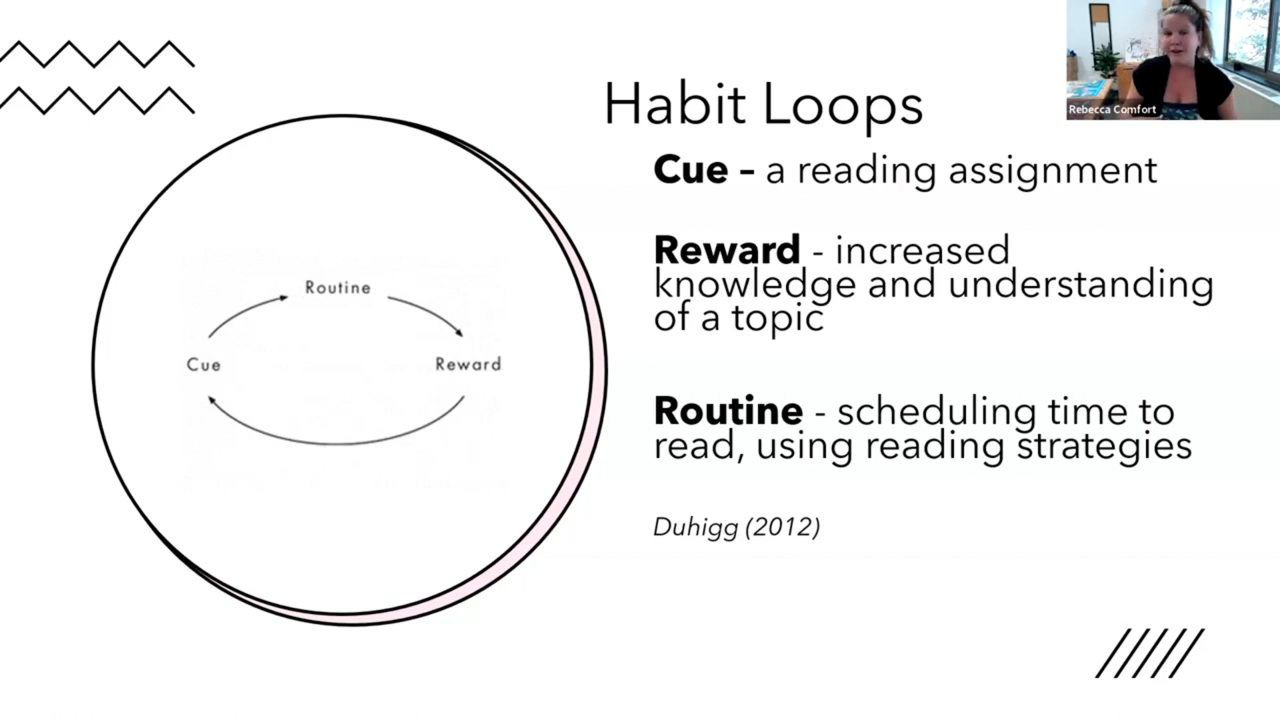 Habit Loops
Rebecca Comfort
Cue – a reading assignment
Reward - increased
knowledge and understanding
of a topic
Routine - scheduling time to
read, using reading strategies
Duhigg (2012)
Routine
Cue
Reward